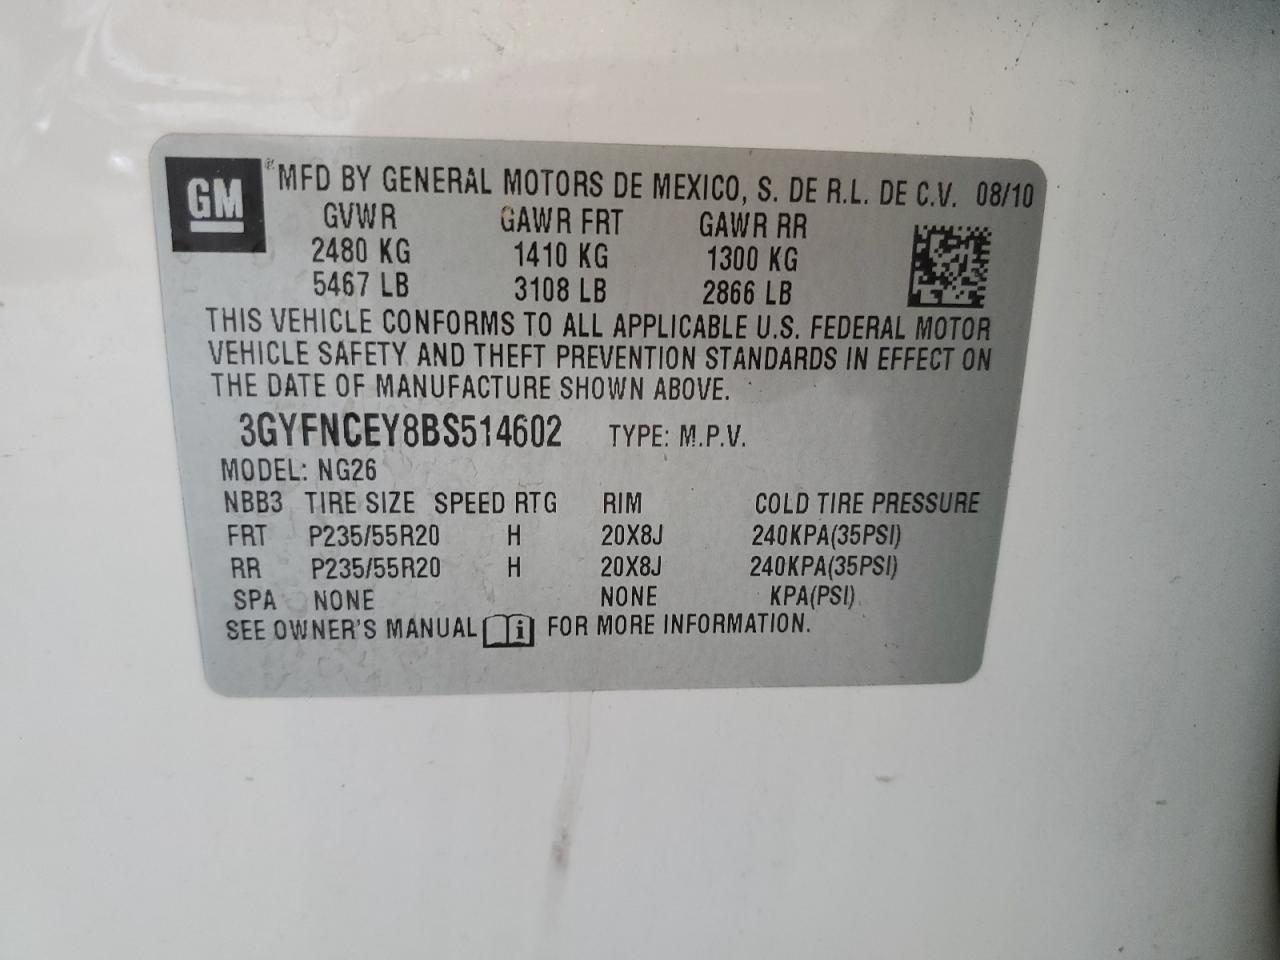 GM
® MFD BY GENERAL MOTORS DE MEXICO, S. DE R.L. DE C.V. 08/10
GVWR GAWR FRT GAWR RR
2480 KG 1410 KG 1300 KG
5467 LB 3108 LB 2866 LB
THIS VEHICLE CONFORMS TO ALL APPLICABLE U.S. FEDERAL MOTOR
VEHICLE SAFETY AND THEFT PREVENTION STANDARDS IN EFFECT ON
THE DATE OF MANUFACTURE SHOWN ABOVE.
3GYFNCEY8BS514602 TYPE: M.P.V.
MODEL: NG26
NBB3 TIRE SIZE SPEED RTG RIM COLD TIRE PRESSURE
FRT P235/55R20 H 20X8J 240KPA(35PSI)
RR P235/55R20 H 20X8J 240KPA(35PSI)
SPA NONE NONE KPA(PSI)
SEE OWNER'S MANUAL i FOR MORE INFORMATION.